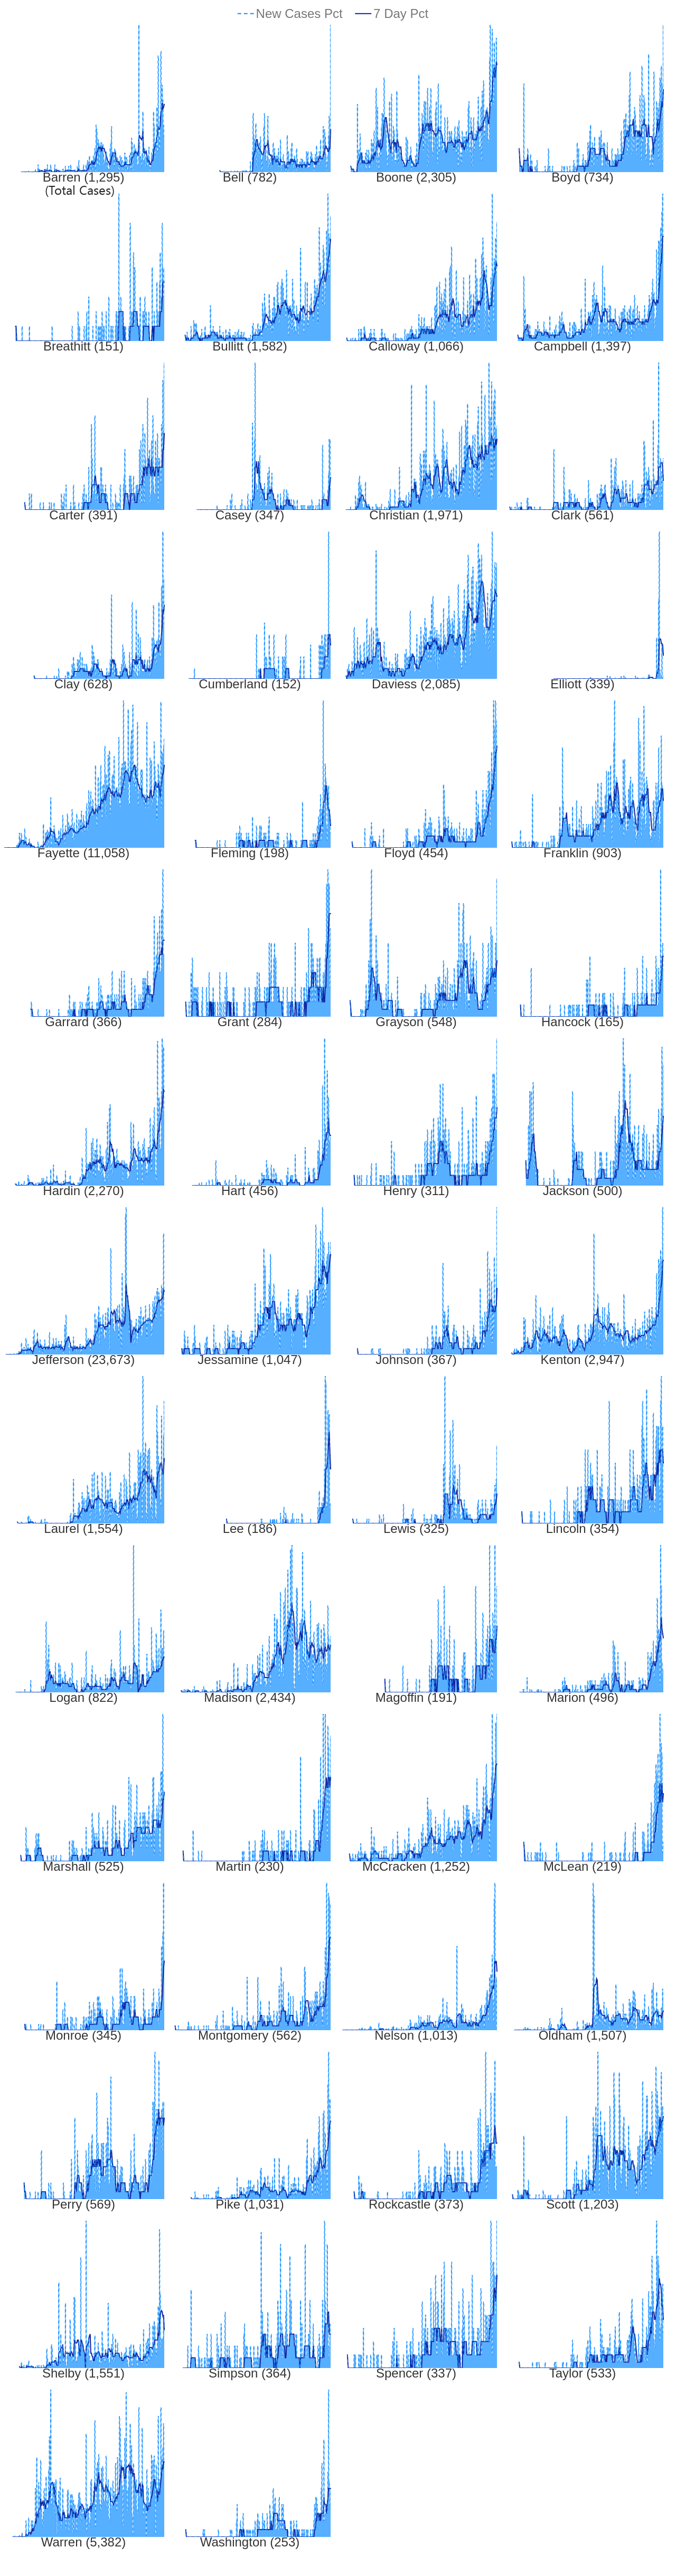 New Cases Pct 7 Day Pct
Barren (1,295) Bell (782) Boone (2,305) Boyd (734)
(Total Cases)
Breathitt (151) Bullitt (1,582) Calloway (1,066) Campbell (1,397)
Carter (391) Casey (347) Christian (1,971) Clark (561)
Clay (628) Cumberland (152) Daviess (2,085) Elliott (339)
Fayette (11,058) Fleming (198) Floyd (454) Franklin (903)
Garrard (366) Grant (284) Grayson (548) Hancock (165)
Hardin (2,270) Hart (456) Henry (311) Jackson (500)
Jefferson (23,673) Jessamine (1,047) Johnson (367) Kenton (2,947)
Laurel (1,554) Lee (186) Lewis (325) Lincoln (354)
Logan (822) Madison (2,434) Magoffin (191) Marion (496)
Marshall (525) Martin (230) McCracken (1,252) McLean (219)
Monroe (345) Montgomery (562) Nelson (1,013) Oldham (1,507)
Perry (569) Pike (1,031) Rockcastle (373) Scott (1,203)
Shelby (1,551) Simpson (364) Spencer (337) Taylor (533)
Warren (5,382) Washington (253)